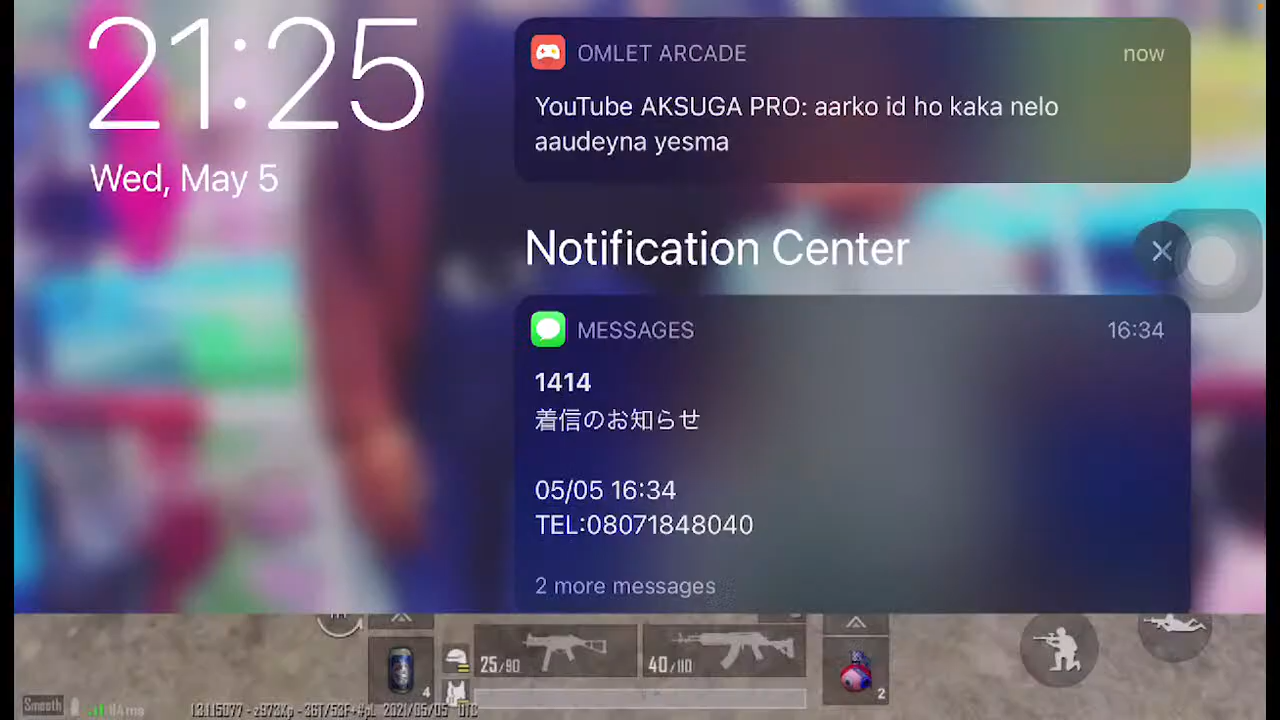 21:25
Wed, May 5
OMLET ARCADE
now
YouTube AKSUGA PRO: aarko id ho kaka nelo
aaudeyna yesma
Notification Center
MESSAGES
16:34
1414
着信のお知らせ
05/05 16:34
TEL:08071848040
2 more messages
25/90
40/110
4
2
Smooth